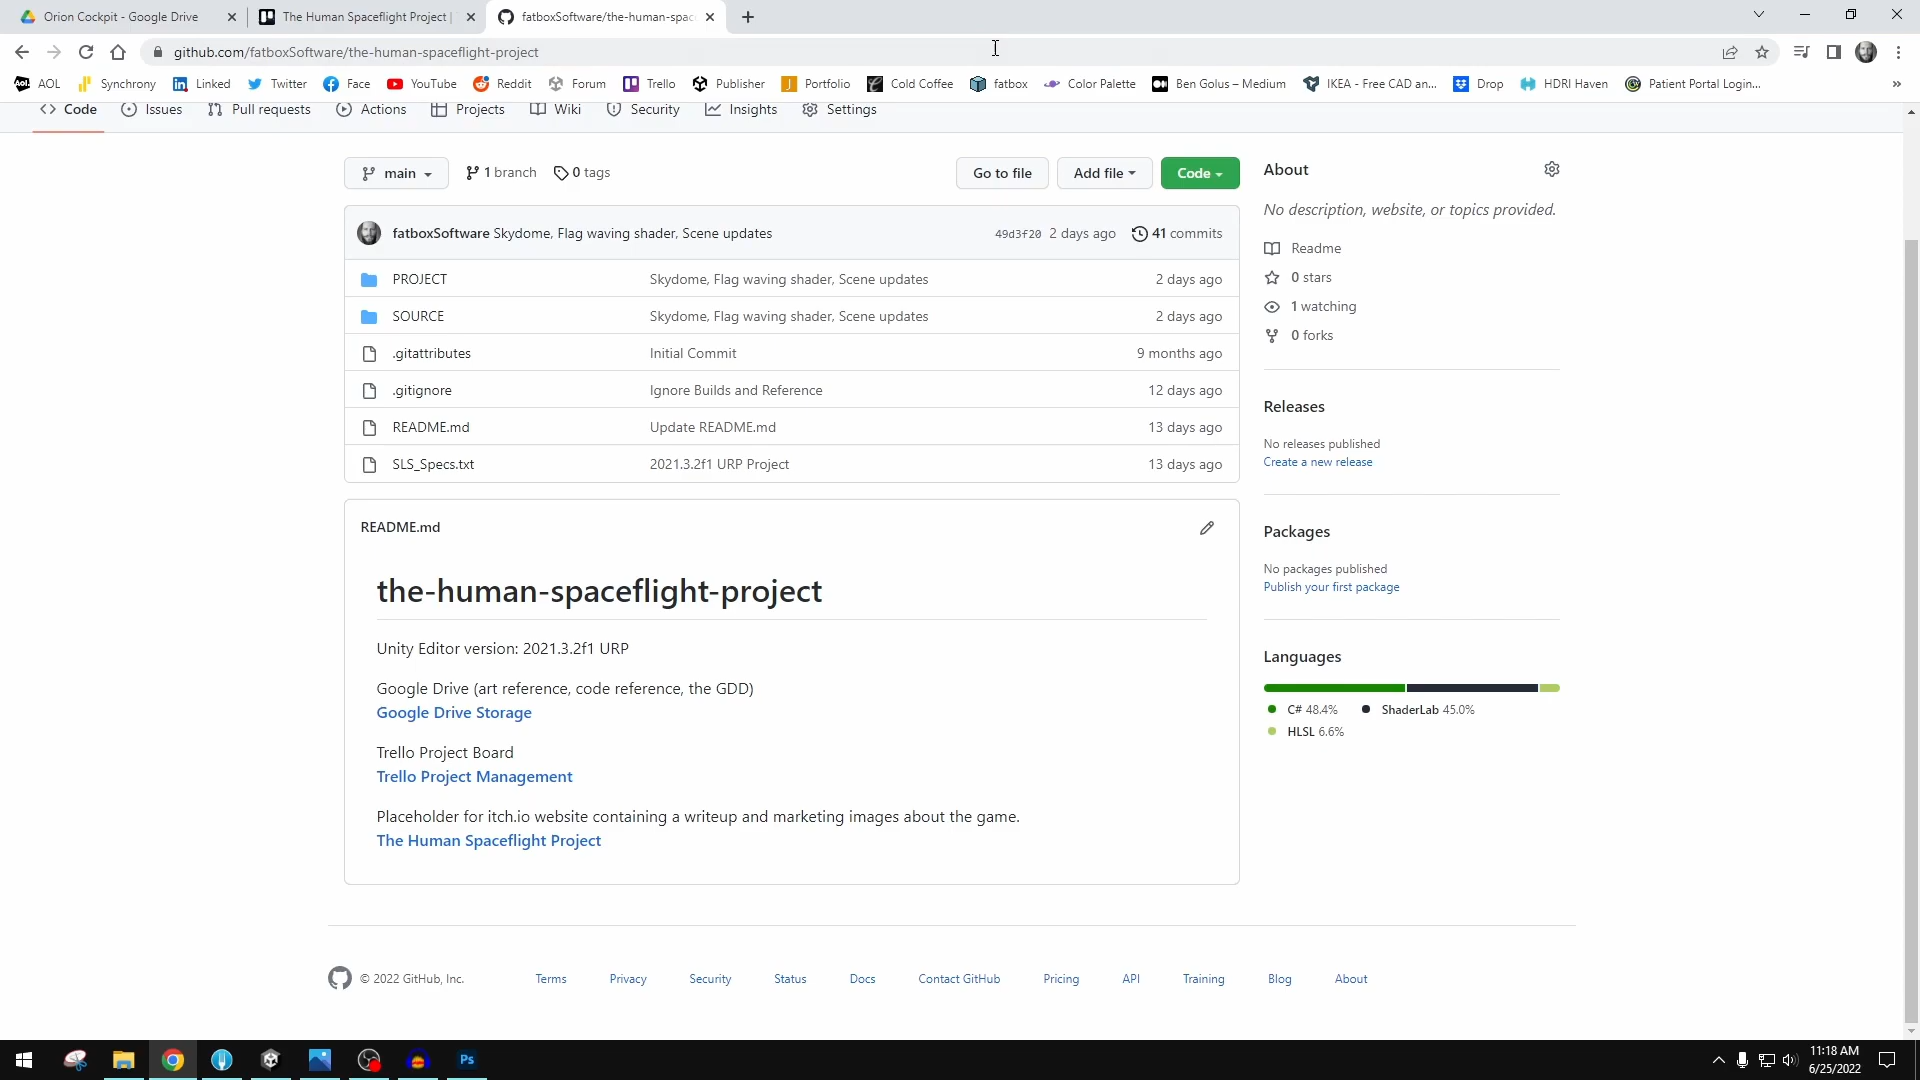 Orion Cockpit - Google Drive
The Human Spaceflight Project |
fatboxSoftware/the-human-spac
github.com/fatboxSoftware/the-human-spaceflight-project
AOL Synchrony Linked Twitter Face YouTube Reddit Forum Trello Publisher Portfolio Cold Coffee fatbox Color Palette Ben Golus – Medium IKEA - Free CAD an... Drop HDRI Haven Patient Portal Login... »
Code Issues Pull requests Actions Projects Wiki Security Insights Settings
main 1 branch 0 tags Go to file Add file Code
fatboxSoftware Skydome, Flag waving shader, Scene updates 49d3f20 2 days ago 41 commits
PROJECT Skydome, Flag waving shader, Scene updates 2 days ago
SOURCE Skydome, Flag waving shader, Scene updates 2 days ago
.gitattributes Initial Commit 9 months ago
.gitignore Ignore Builds and Reference 12 days ago
README.md Update README.md 13 days ago
SLS_Specs.txt 2021.3.2f1 URP Project 13 days ago
README.md
the-human-spaceflight-project
Unity Editor version: 2021.3.2f1 URP
Google Drive (art reference, code reference, the GDD)
Google Drive Storage
Trello Project Board
Trello Project Management
Placeholder for itch.io website containing a writeup and marketing images about the game.
The Human Spaceflight Project
About
No description, website, or topics provided.
Readme
0 stars
1 watching
0 forks
Releases
No releases published
Create a new release
Packages
No packages published
Publish your first package
Languages
C# 48.4% ShaderLab 45.0%
HLSL 6.6%
© 2022 GitHub, Inc. Terms Privacy Security Status Docs Contact GitHub Pricing API Training Blog About
Ps
11:18 AM
6/25/2022